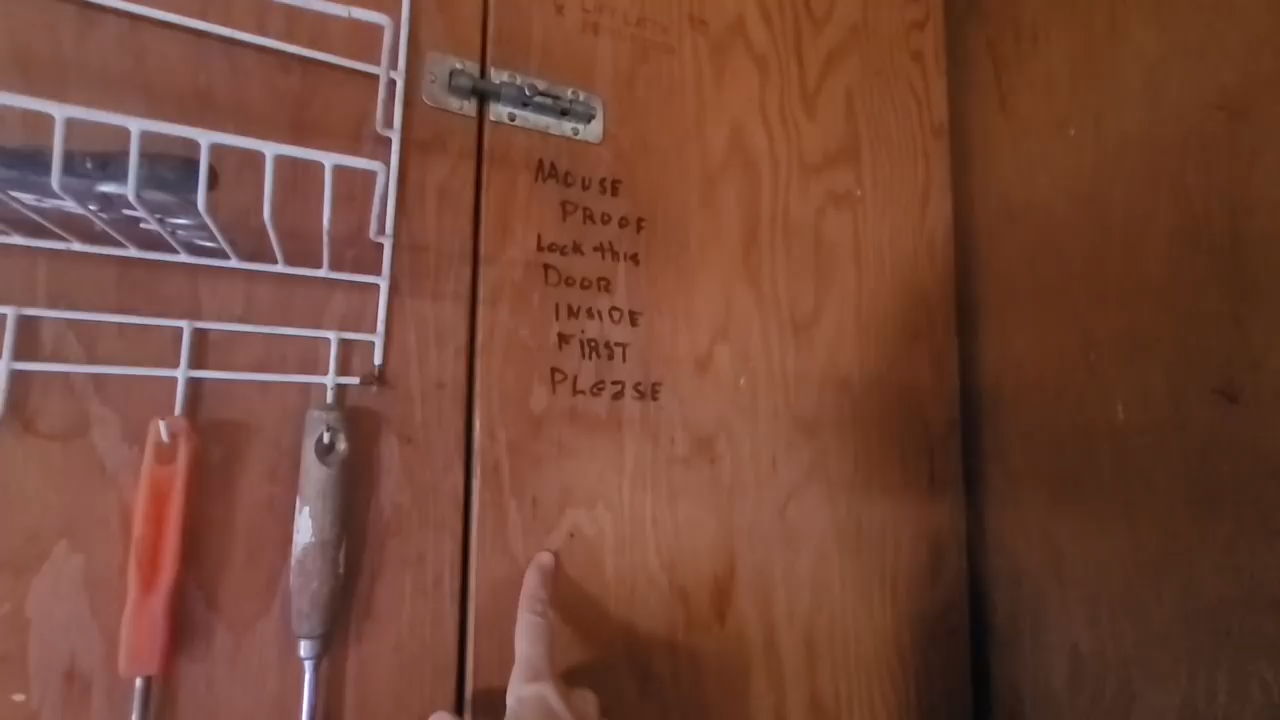 MOUSE
PROOF
Lock this
DOOR
INSIDE
FiRST
PLEASE